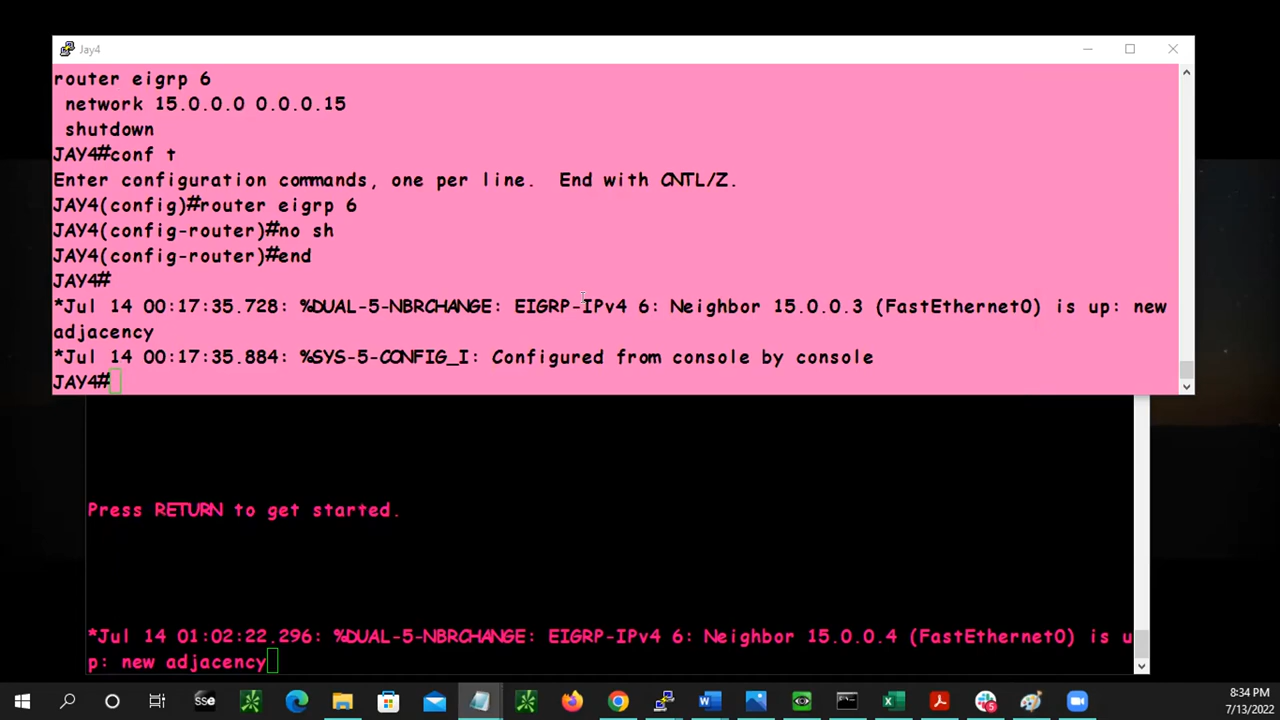 Jay4
router eigrp 6
network 15.0.0.0 0.0.0.15
shutdown
JAY4#conf t
Enter configuration commands, one per line.  End with CNTL/Z.
JAY4(config)#router eigrp 6
JAY4(config-router)#no sh
JAY4(config-router)#end
JAY4#
*Jul 14 00:17:35.728: %DUAL-5-NBRCHANGE: EIGRP-IPv4 6: Neighbor 15.0.0.3 (FastEthernet0) is up: new
adjacency
*Jul 14 00:17:35.884: %SYS-5-CONFIG_I: Configured from console by console
JAY4#
Press RETURN to get started.
*Jul 14 01:02:22.296: %DUAL-5-NBRCHANGE: EIGRP-IPv4 6: Neighbor 15.0.0.4 (FastEthernet0) is u
p: new adjacency
SSE
5
8:34 PM
7/13/2022